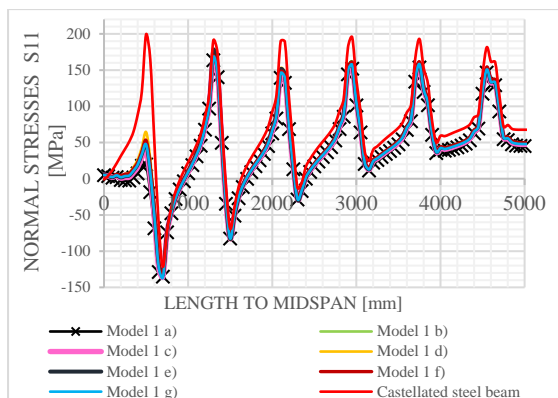 NORMAL STRESSES S11
[MPa]
200
150
100
50
0
-50
-100
-150
0
1000
2000
3000
4000
5000
LENGTH TO MIDSPAN [mm]
Model 1 a)
Model 1 b)
Model 1 c)
Model 1 d)
Model 1 e)
Model 1 f)
Model 1 g)
Castellated steel beam